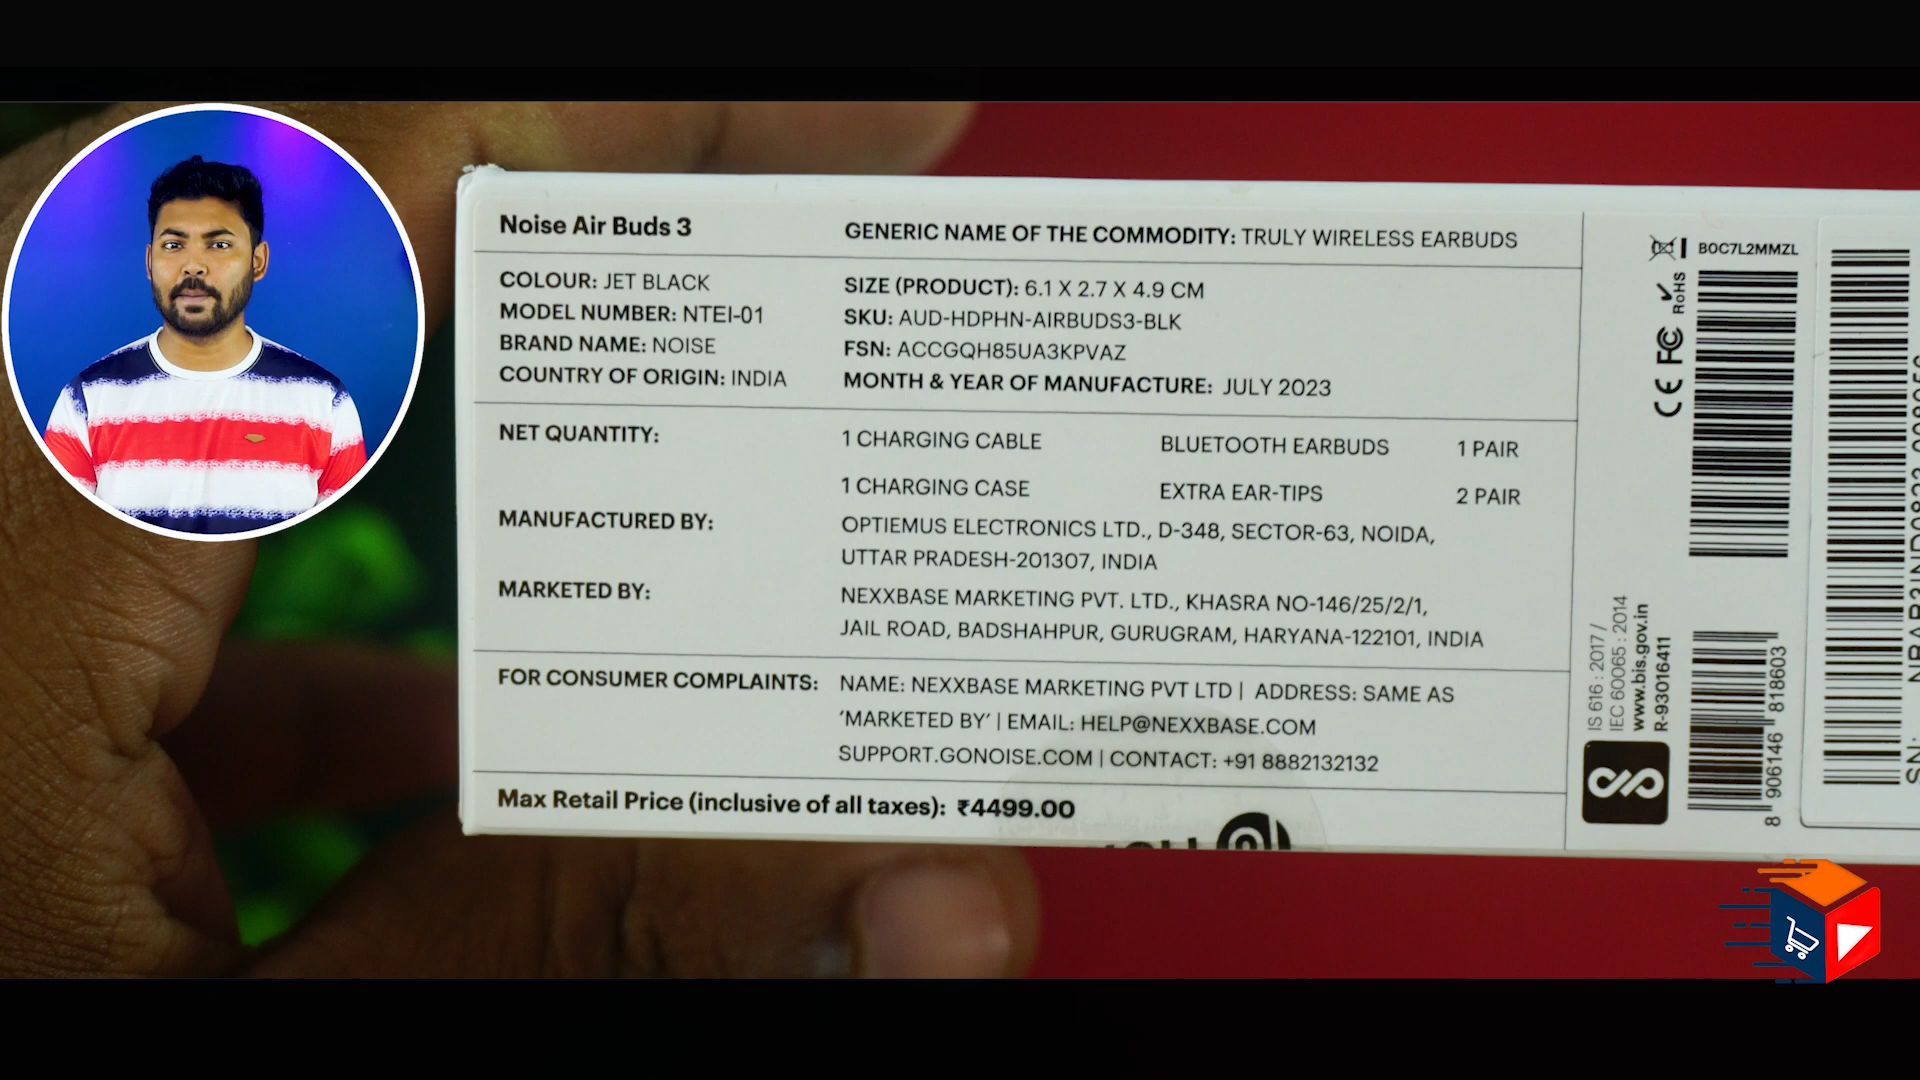 Noise Air Buds 3
GENERIC NAME OF THE COMMODITY: TRULY WIRELESS EARBUDS
COLOUR: JET BLACK
MODEL NUMBER: NTEI-01
BRAND NAME: NOISE
COUNTRY OF ORIGIN: INDIA
SIZE (PRODUCT): 6.1 X 2.7 X 4.9 CM
SKU: AUD-HDPHN-AIRBUDS3-BLK
FSN: ACCGQH85UA3KPVAZ
MONTH & YEAR OF MANUFACTURE: JULY 2023
NET QUANTITY:
1 CHARGING CABLE BLUETOOTH EARBUDS 1 PAIR
1 CHARGING CASE EXTRA EAR-TIPS 2 PAIR
MANUFACTURED BY:
OPTIEMUS ELECTRONICS LTD., D-348, SECTOR-63, NOIDA,
UTTAR PRADESH-201307, INDIA
MARKETED BY:
NEXXBASE MARKETING PVT. LTD., KHASRA NO-146/25/2/1,
JAIL ROAD, BADSHAHPUR, GURUGRAM, HARYANA-122101, INDIA
FOR CONSUMER COMPLAINTS:
NAME: NEXXBASE MARKETING PVT LTD | ADDRESS: SAME AS
'MARKETED BY' | EMAIL: HELP@NEXXBASE.COM
SUPPORT.GONOISE.COM | CONTACT: +91 8882132132
Max Retail Price (inclusive of all taxes): ₹4499.00
B0C7L2MMZL
RoHS
CE FC
IS 616 : 2017 /
IEC 60065 : 2014
www.bis.gov.in
R-93016411
8 906146 818603
SN: